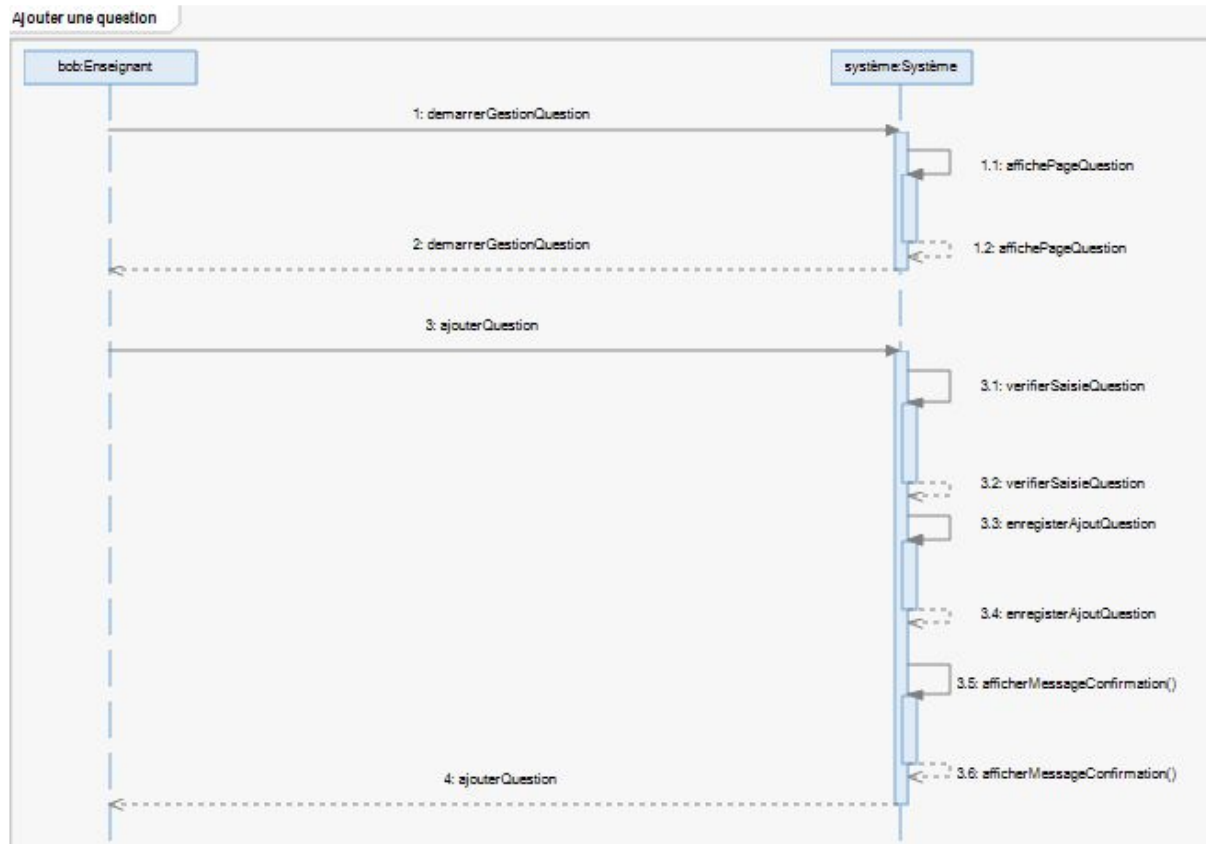 Ajouter une question
bob:Enseignant
système:Système
1: demarrerGestionQuestion
1.1: affichePageQuestion
2: demarrerGestionQuestion
1.2: affichePageQuestion
3: ajouterQuestion
3.1: verifierSaisieQuestion
3.2: verifierSaisieQuestion
3.3: enregisterAjoutQuestion
3.4: enregisterAjoutQuestion
3.5: afficherMessageConfirmation()
3.6: afficherMessageConfirmation()
4: ajouterQuestion